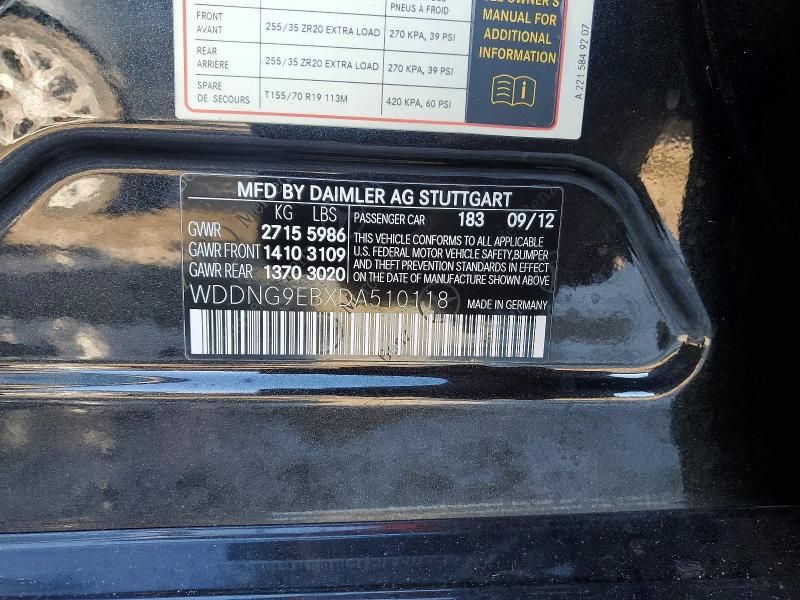 PNEUS À FROID
FRONT AVANT 255/35 ZR20 EXTRA LOAD 270 KPA, 39 PSI
REAR ARRIÈRE 255/35 ZR20 EXTRA LOAD 270 KPA, 39 PSI
SPARE DE SECOURS T155/70 R19 113M 420 KPA, 60 PSI
OWNER'S
MANUAL FOR
ADDITIONAL
INFORMATION
A 221 584 92 07
MFD BY DAIMLER AG STUTTGART
KG LBS
GVWR 2715 5986
GAWR FRONT 1410 3109
GAWR REAR 1370 3020
PASSENGER CAR 183 09/12
THIS VEHICLE CONFORMS TO ALL APPLICABLE
U.S. FEDERAL MOTOR VEHICLE SAFETY,BUMPER
AND THEFT PREVENTION STANDARDS IN EFFECT
ON THE DATE OF MANUFACTURE SHOWN ABOVE
WDDNG9EBXDA510118